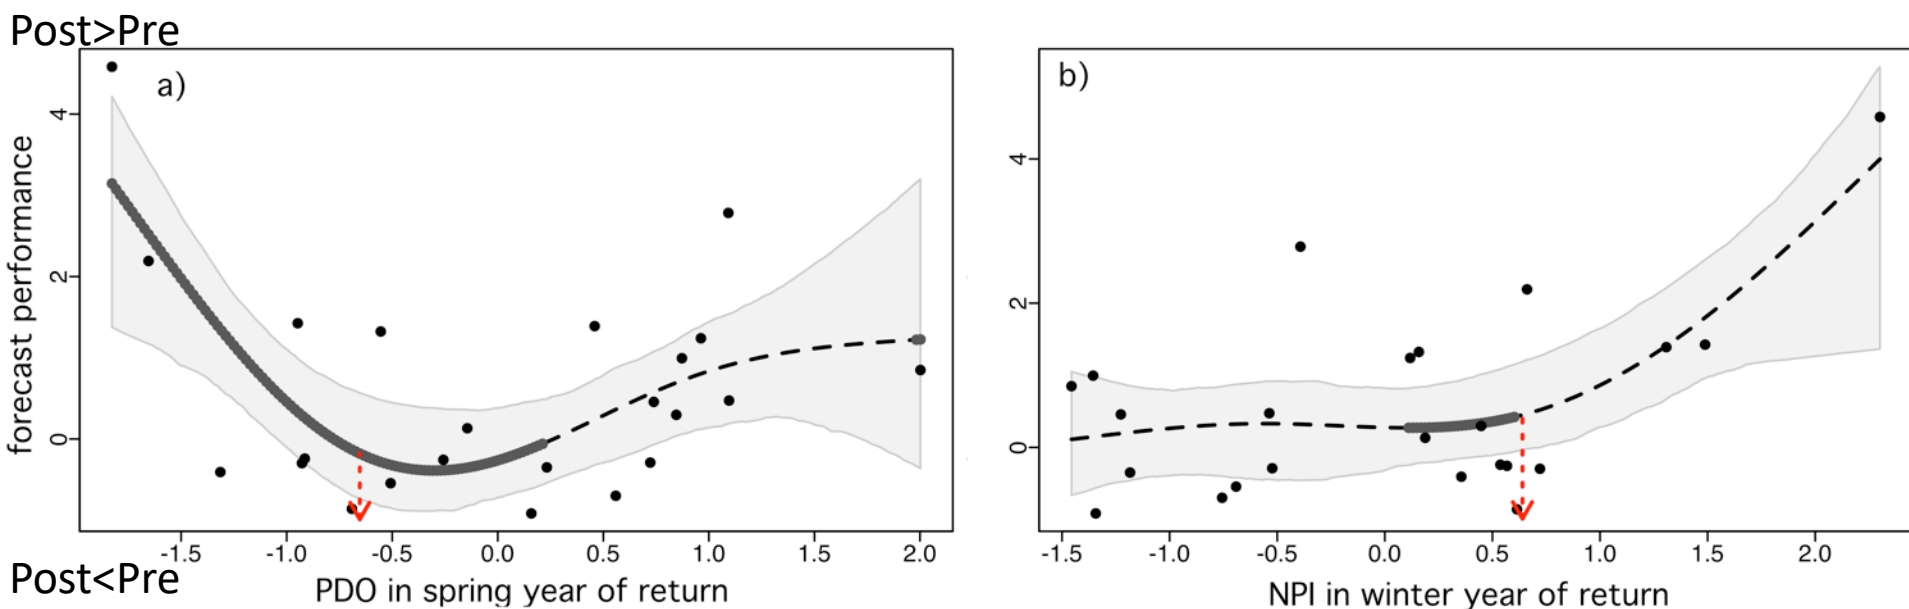 Post>Pre
a)
b)
forecast performance
4
2
0
4
2
0
-1.5 -1.0 -0.5 0.0 0.5 1.0 1.5 2.0
-1.5 -1.0 -0.5 0.0 0.5 1.0 1.5 2.0
Post<Pre
PDO in spring year of return
NPI in winter year of return